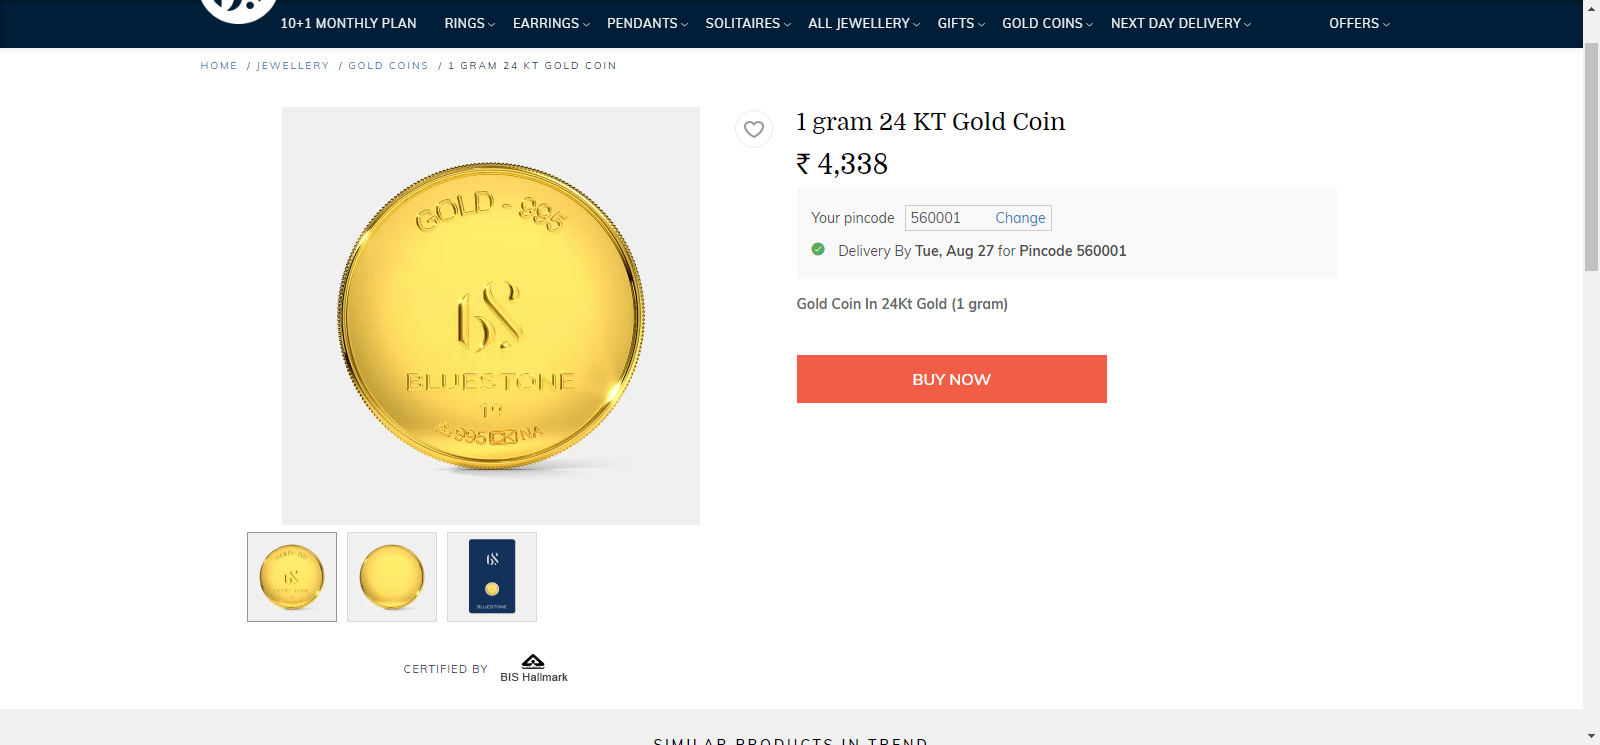 10+1 MONTHLY PLAN RINGS EARRINGS PENDANTS SOLITAIRES ALL JEWELLERY GIFTS GOLD COINS NEXT DAY DELIVERY OFFERS
HOME / JEWELLERY / GOLD COINS / 1 GRAM 24 KT GOLD COIN
1 gram 24 KT Gold Coin
₹ 4,338
Your pincode 560001 Change
Delivery By Tue, Aug 27 for Pincode 560001
Gold Coin In 24Kt Gold (1 gram)
BUY NOW
GOLD - 995
BLUESTONE
1g
995 NA
BLUESTONE
CERTIFIED BY
BIS Hallmark
SIMILAR PRODUCTS IN TREND